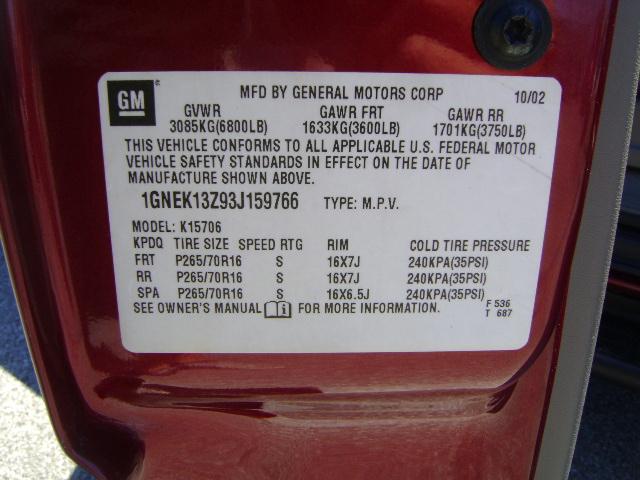 GM
MFD BY GENERAL MOTORS CORP 10/02
GVWR GAWR FRT GAWR RR
3085KG(6800LB) 1633KG(3600LB) 1701KG(3750LB)
THIS VEHICLE CONFORMS TO ALL APPLICABLE U.S. FEDERAL MOTOR
VEHICLE SAFETY STANDARDS IN EFFECT ON THE DATE OF
MANUFACTURE SHOWN ABOVE.
1GNEK13Z93J159766 TYPE: M.P.V.
MODEL: K15706
KPDQ TIRE SIZE SPEED RTG RIM COLD TIRE PRESSURE
FRT P265/70R16 S 16X7J 240KPA(35PSI)
RR P265/70R16 S 16X7J 240KPA(35PSI)
SPA P265/70R16 S 16X6.5J 240KPA(35PSI)
SEE OWNER'S MANUAL i FOR MORE INFORMATION. F 536
T 687